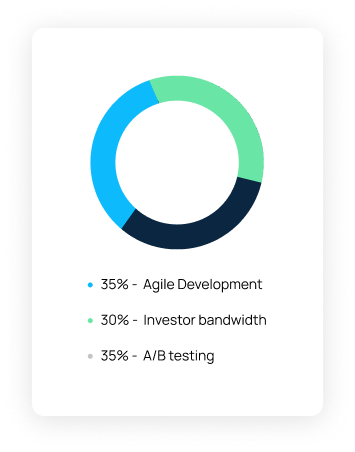 35% - Agile Development
30% - Investor bandwidth
35% - A/B testing